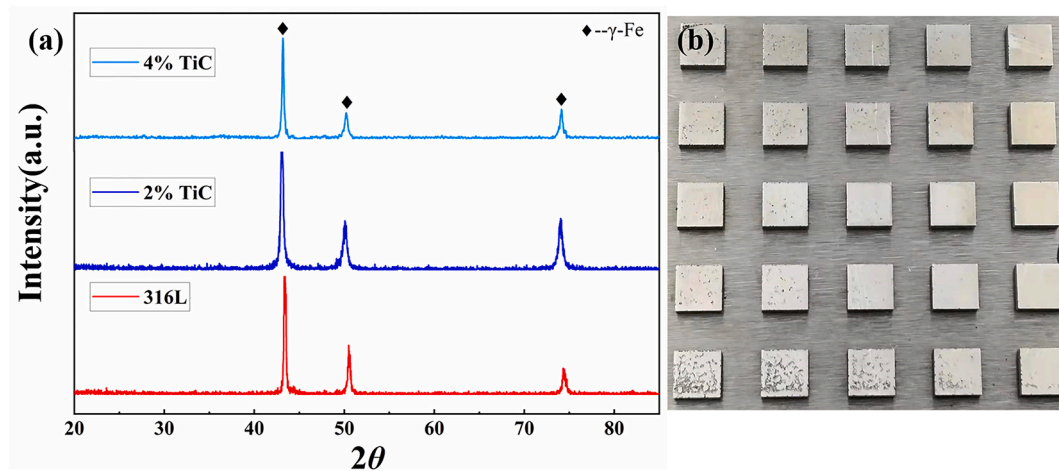 (a)
◆--γ-Fe
(b)
4% TiC
2% TiC
316L
Intensity(a.u.)
20 30 40 50 60 70 80
2θ